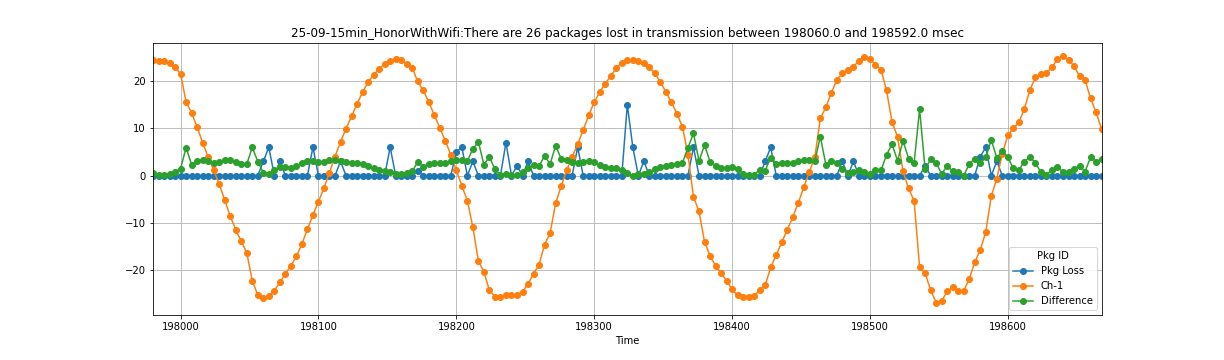 25-09-15min_HonorWithWifi:There are 26 packages lost in transmission between 198060.0 and 198592.0 msec
20
10
0
−10
−20
Pkg ID
Pkg Loss
Ch-1
Difference
198000 198100 198200 198300 198400 198500 198600
Time